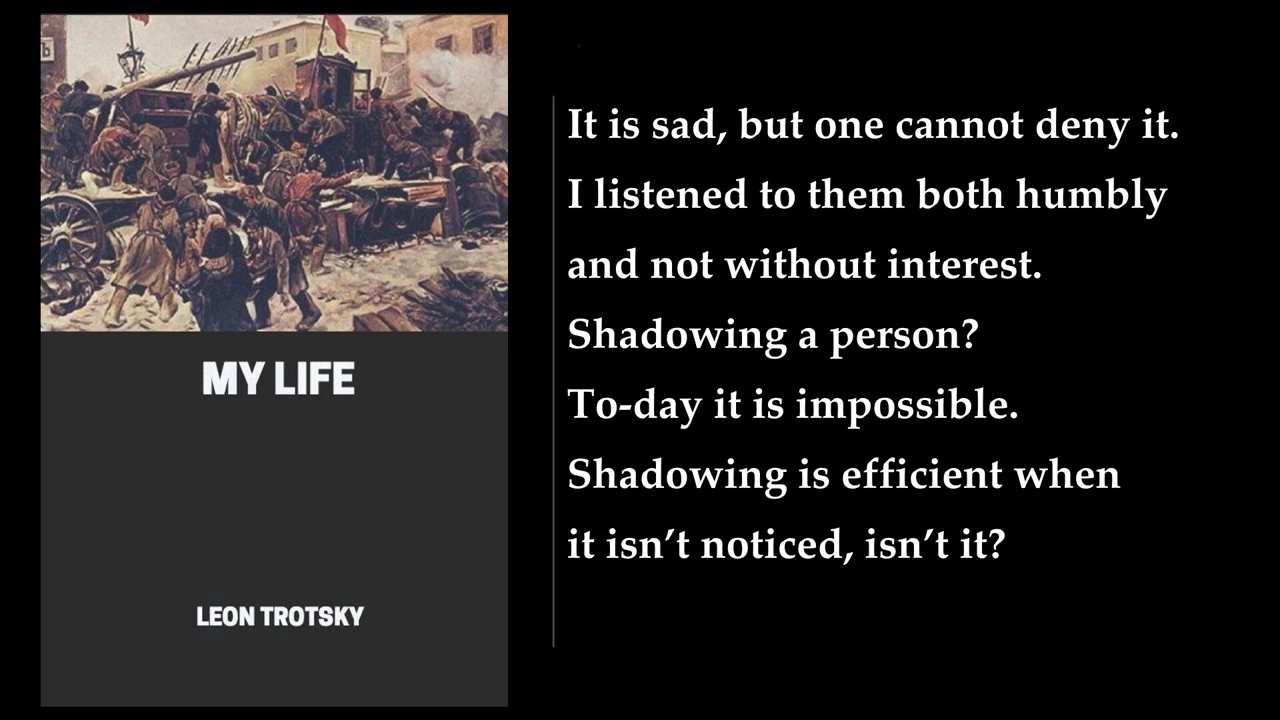 MY LIFE
LEON TROTSKY
It is sad, but one cannot deny it.
I listened to them both humbly
and not without interest.
Shadowing a person?
To-day it is impossible.
Shadowing is efficient when
it isn’t noticed, isn’t it?